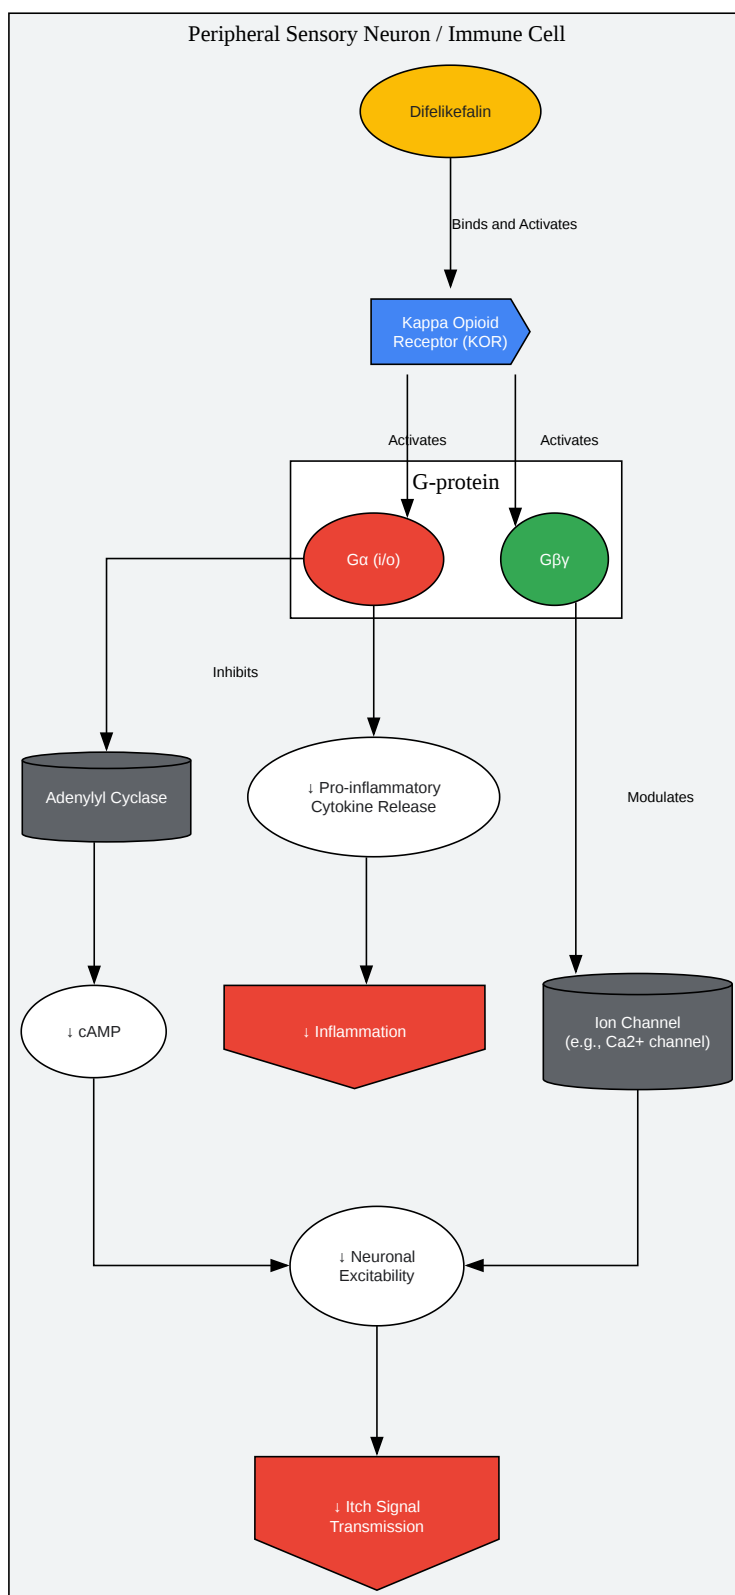 Peripheral Sensory Neuron / Immune Cell
Difelikefalin
Binds and Activates
Kappa Opioid
Receptor (KOR)
Activates
Activates
G-protein
Gα (i/o)
Gβγ
Inhibits
Adenylyl Cyclase
↓ Pro-inflammatory
Cytokine Release
Modulates
↓ cAMP
↓ Inflammation
Ion Channel
(e.g., Ca2+ channel)
↓ Neuronal
Excitability
↓ Itch Signal
Transmission